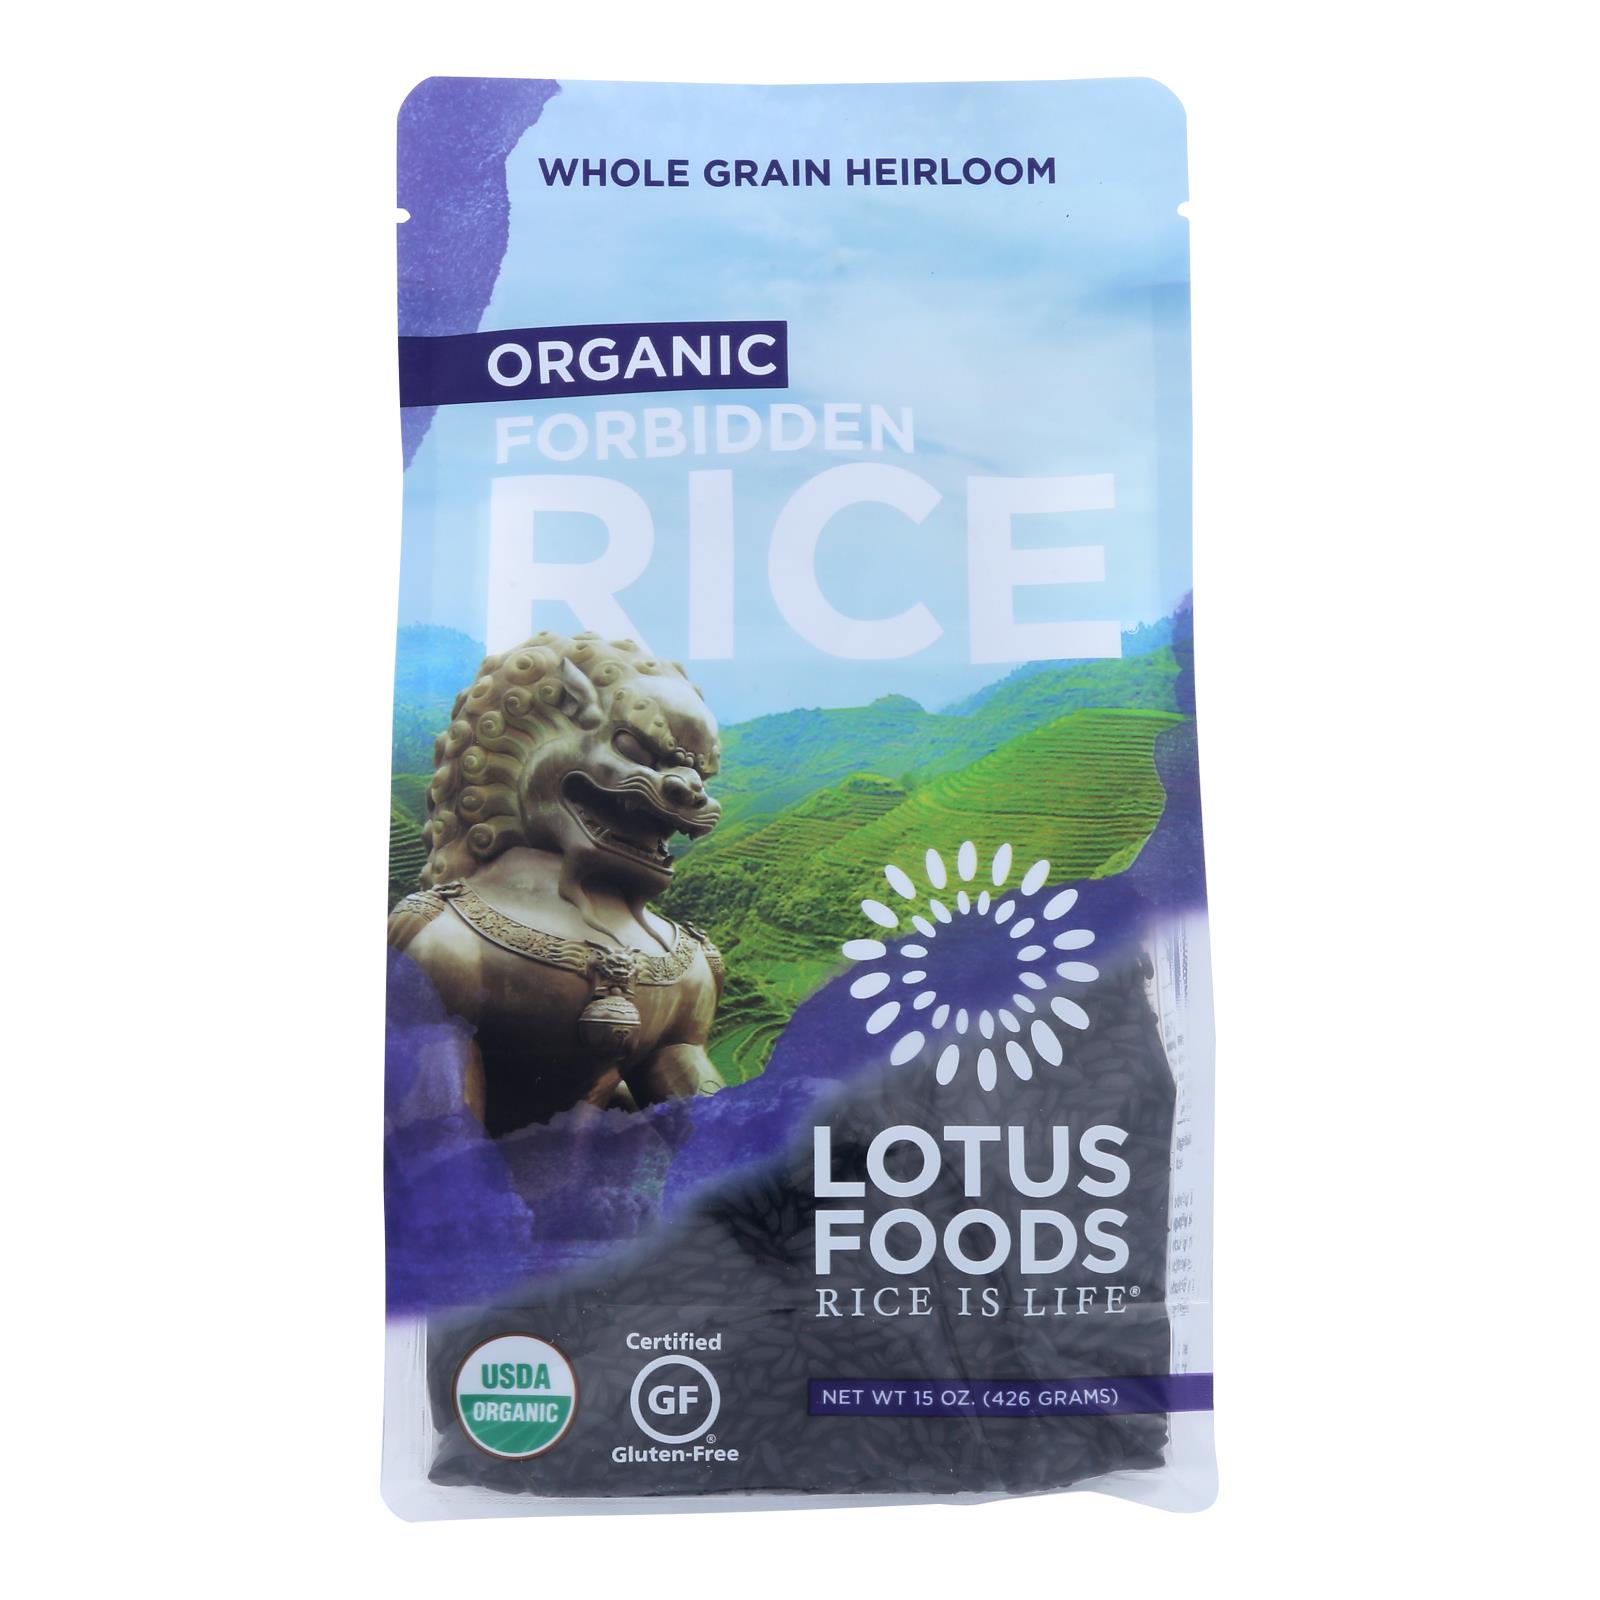 WHOLE GRAIN HEIRLOOM
ORGANIC
FORBIDDEN
RICE®
LOTUS
FOODS
RICE IS LIFE®
NET WT 15 OZ. (426 GRAMS)
USDA
ORGANIC
Certified
GF®
Gluten-Free